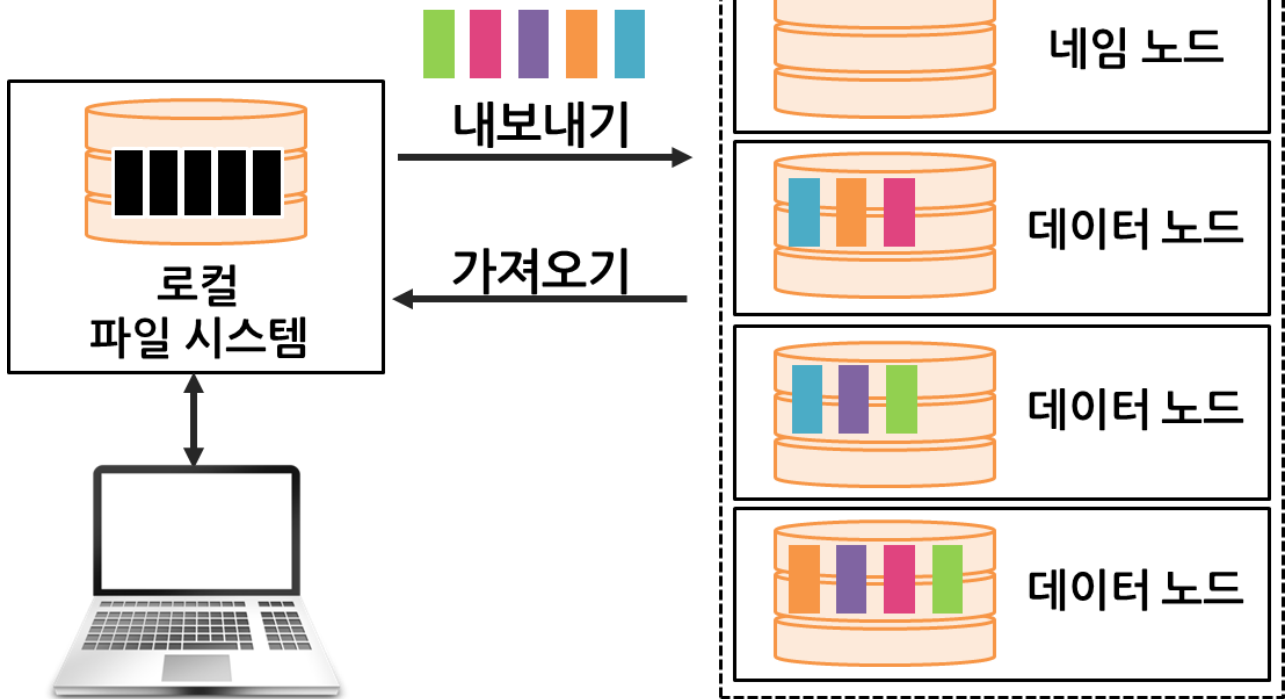 네임 노드
내보내기
데이터 노드
가져오기
로컬
파일 시스템
데이터 노드
데이터 노드